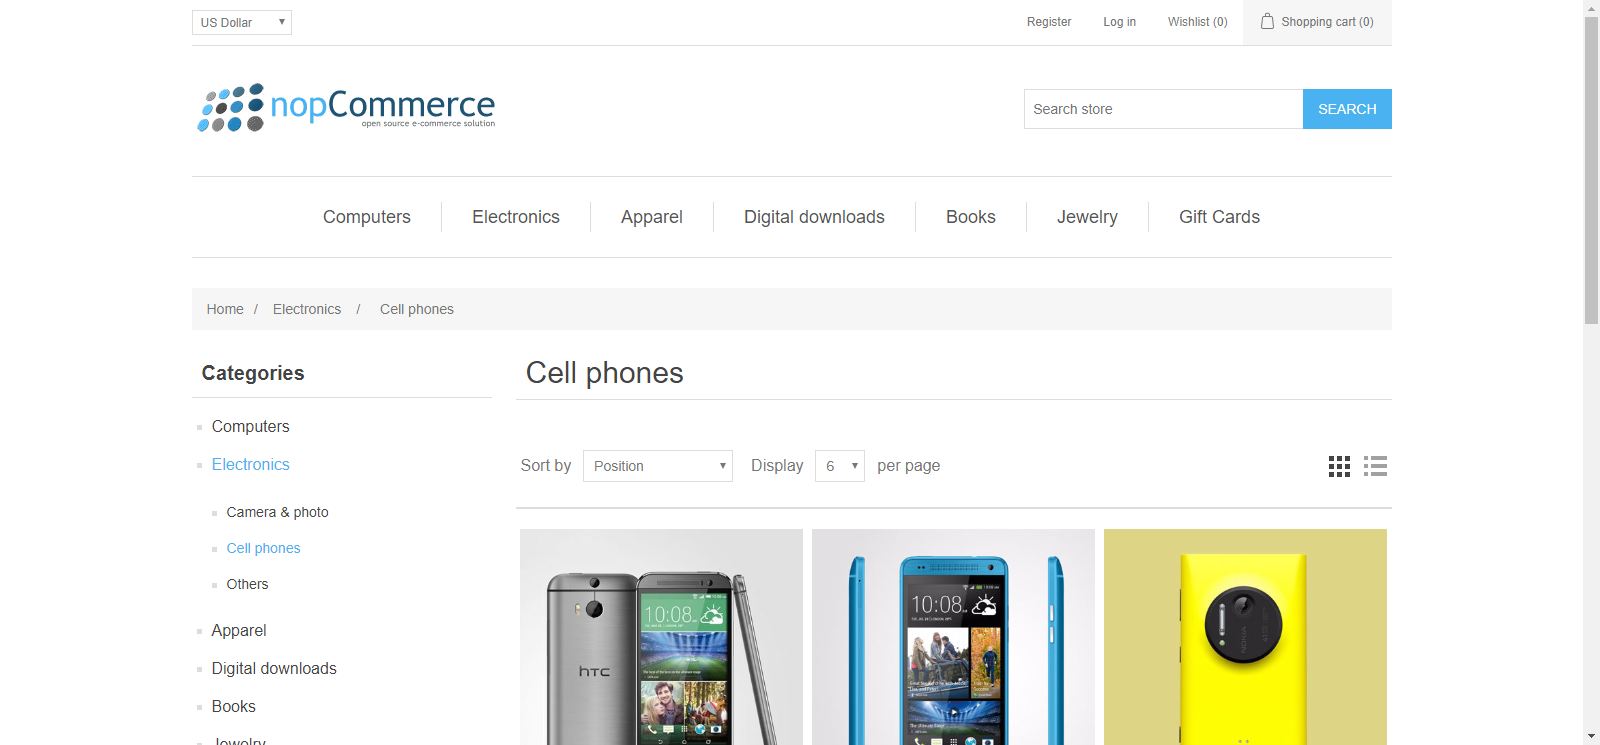 US Dollar
Register
Log in
Wishlist (0)
Shopping cart (0)
nopCommerce
open source e-commerce solution
Search store
SEARCH
Computers
Electronics
Apparel
Digital downloads
Books
Jewelry
Gift Cards
Home / Electronics / Cell phones
Categories
Computers
Electronics
Camera & photo
Cell phones
Others
Apparel
Digital downloads
Books
Jewelry
Cell phones
Sort by Position Display 6 per page
hTC
10:08
10:08
NOKIA